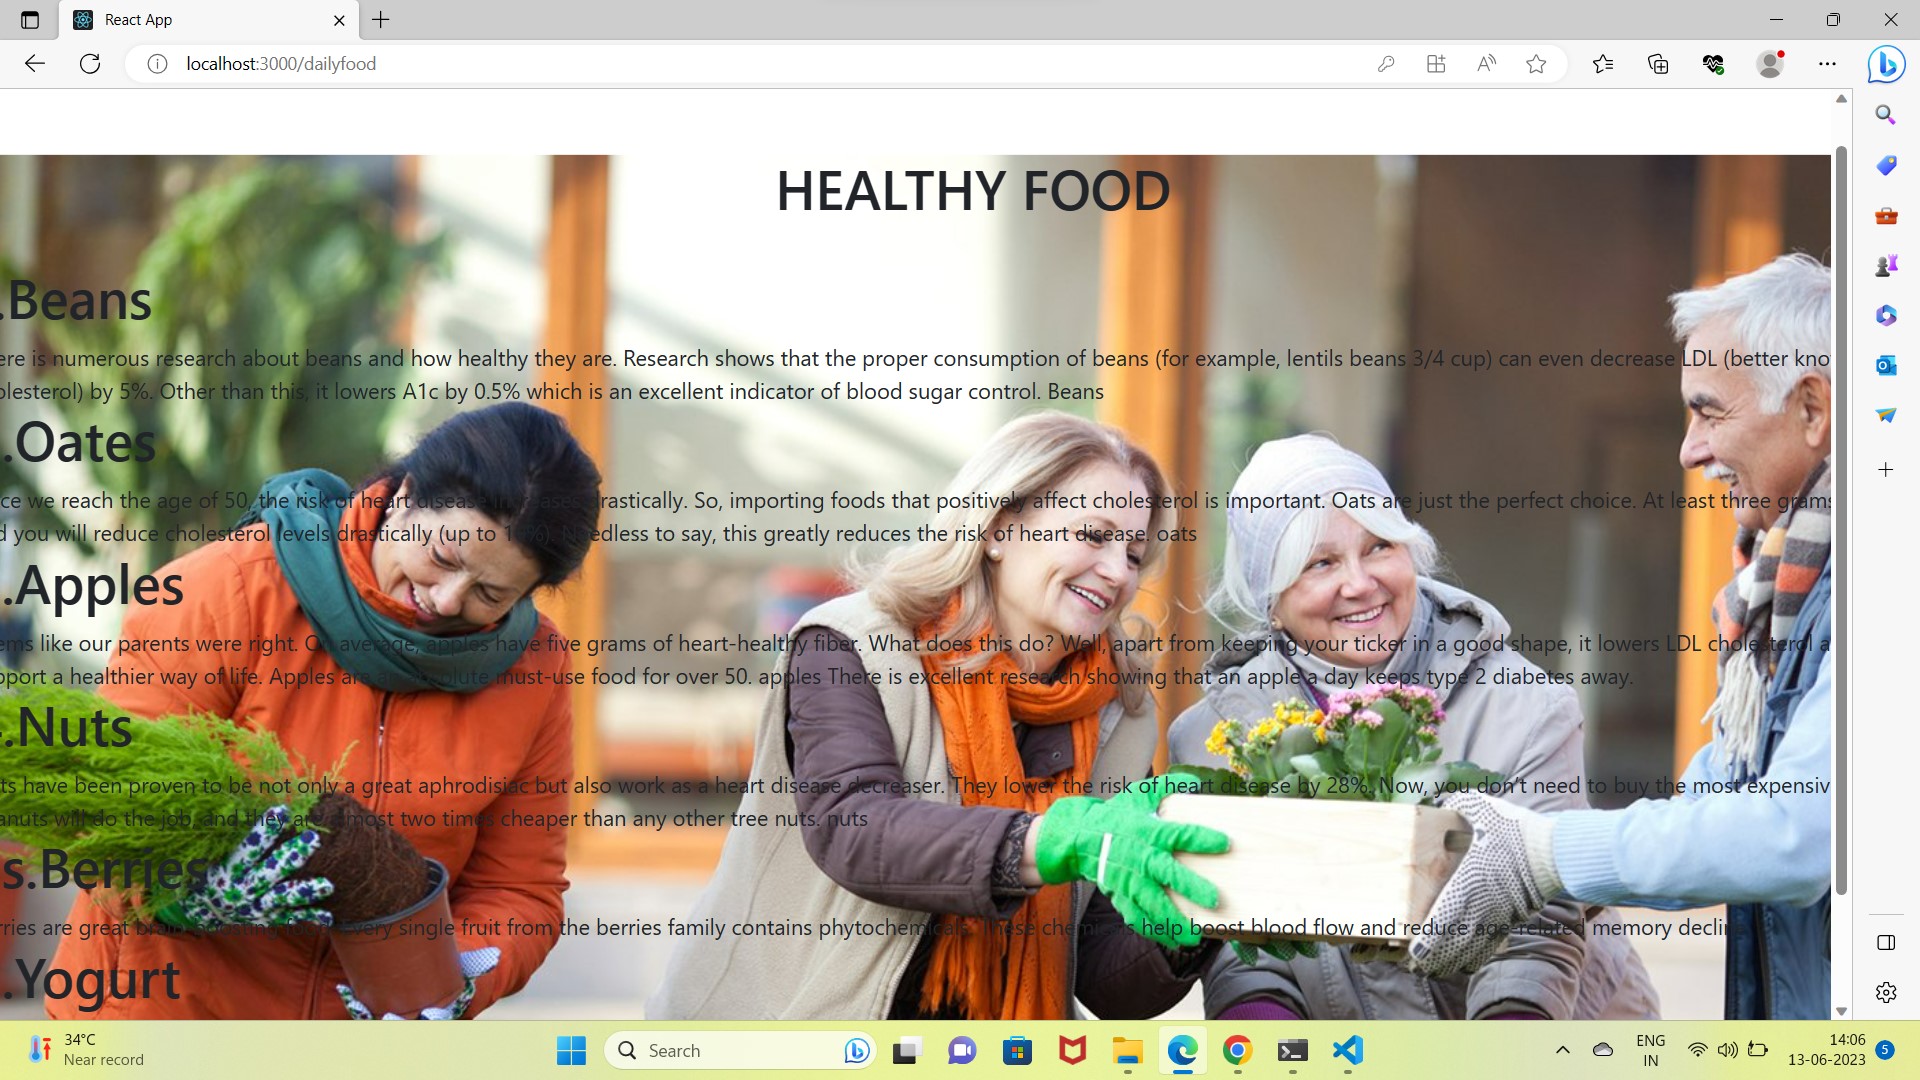 React App
localhost:3000/dailyfood
HEALTHY FOOD
.Beans
ere is numerous research about beans and how healthy they are. Research shows that the proper consumption of beans (for example, lentils beans 3/4 cup) can even decrease LDL (better kno
olesterol) by 5%. Other than this, it lowers A1c by 0.5% which is an excellent indicator of blood sugar control. Beans
.Oates
ce we reach the age of 50, the risk of heart disease increases drastically. So, importing foods that positively affect cholesterol is important. Oats are just the perfect choice. At least three grams
d you will reduce cholesterol levels drastically (up to Needless to say, this greatly reduces the risk of heart disease. oats
.Apples
ems like our parents were right. On average, apples have five grams of heart-healthy fiber. What does this do? Well, apart from keeping your ticker in a good shape, it lowers LDL cholesterol a
pport a healthier way of life. Apples are an absolute must-use food for over 50. apples There is excellent research showing that an apple a day keeps type 2 diabetes away.
.Nuts
ts have been proven to be not only a great aphrodisiac but also work as a heart disease decreaser. They lower the risk of heart disease by 28%. Now, you don't need to buy the most expensiv
anuts will do the job, and they are almost two times cheaper than any other tree nuts. nuts
s.Berries
rries are great brain-boosting food. Every single fruit from the berries family contains phytochemicals. These chemicals help boost blood flow and reduce age-related memory decline
.Yogurt
34°C
Near record
Search
ENG
IN
14:06
13-06-2023
5